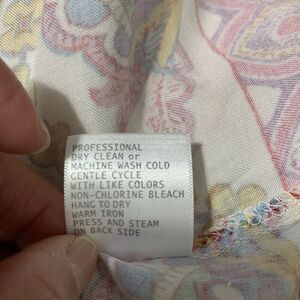 PROFESSIONAL
DRY CLEAN or
MACHINE WASH COLD
GENTLE CYCLE
WITH LIKE COLORS
NON-CHLORINE BLEACH
HANG TO DRY
WARM IRON
PRESS AND STEAM
ON BACK SIDE